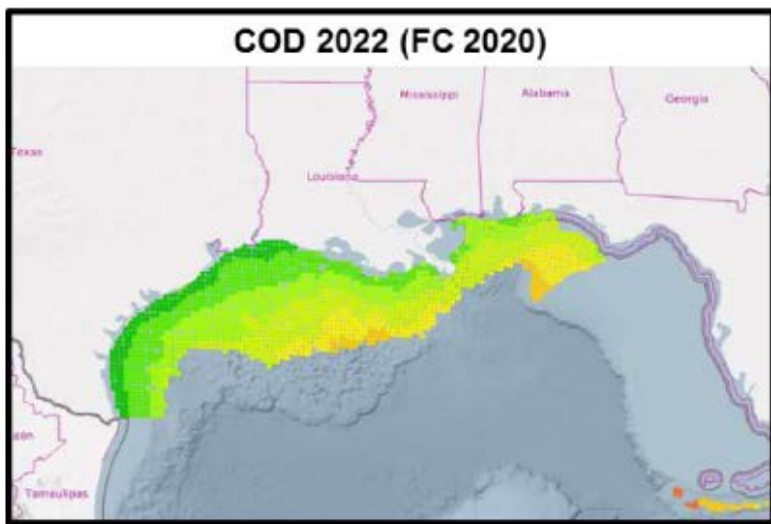 COD 2022 (FC 2020)
Mississippi
Alabama
Georgia
Texas
Louisiana
Tamaulipas